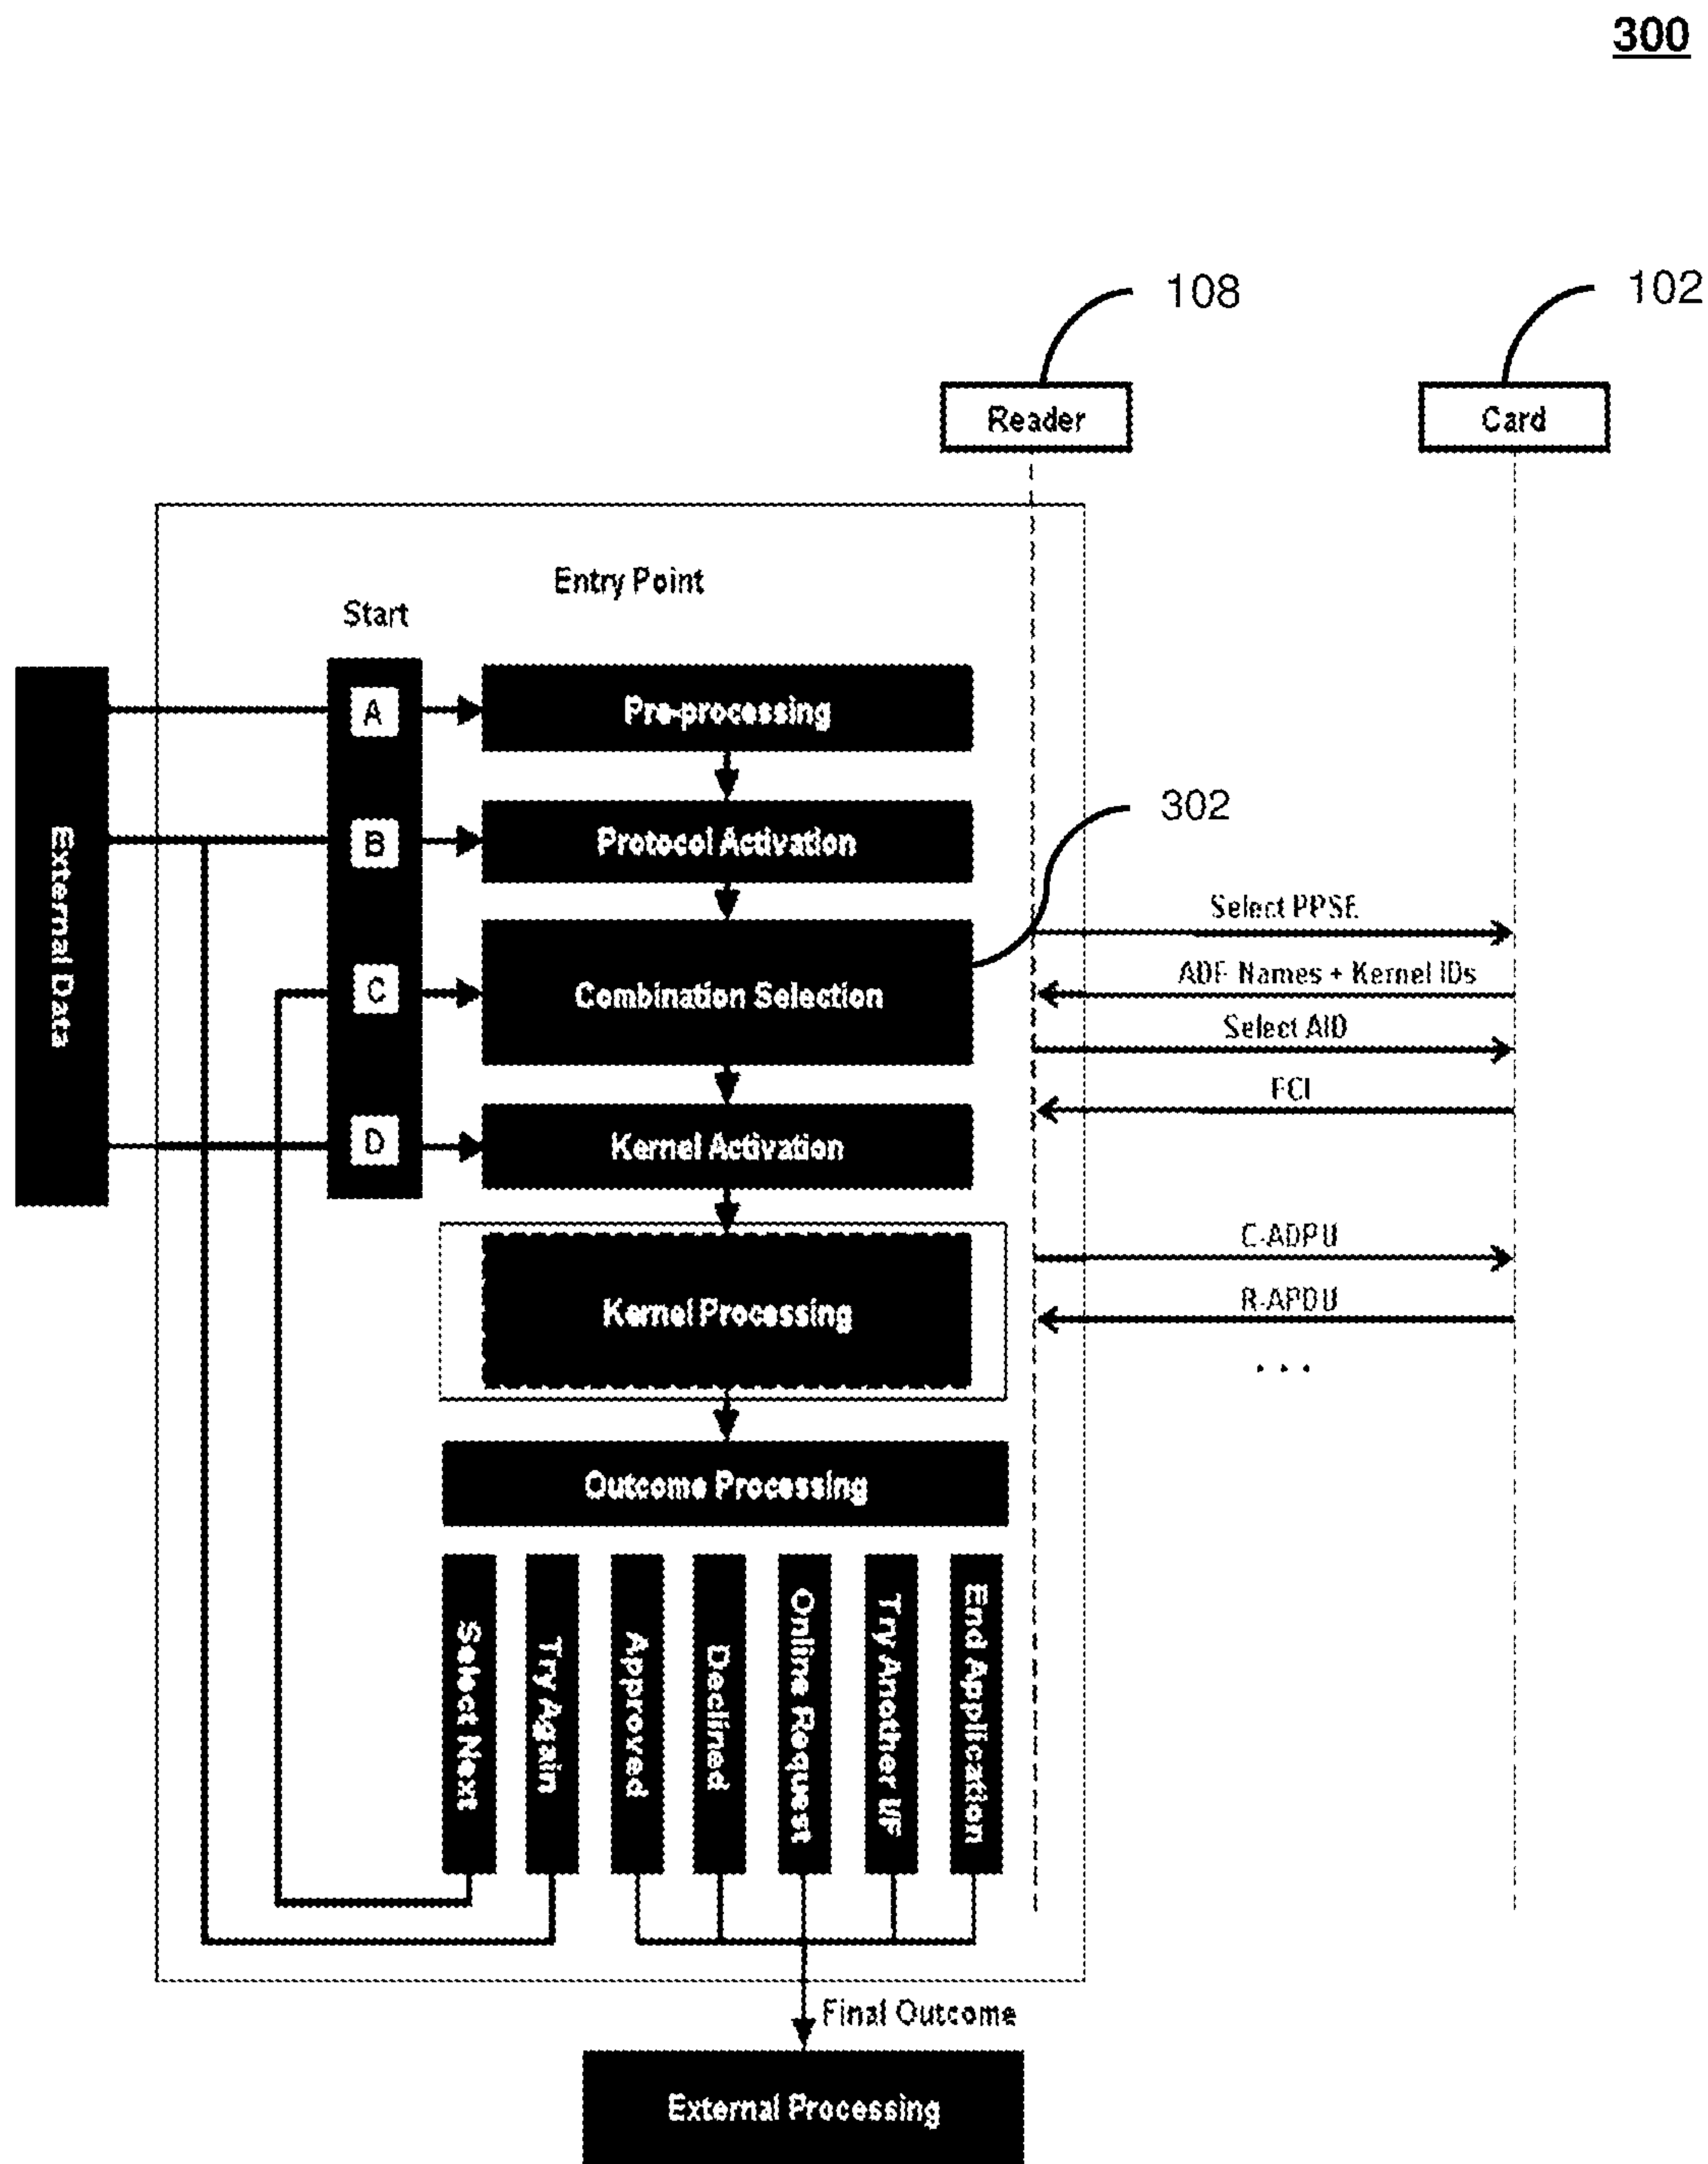 300
108
102
Reader
Card
Entry Point
Start
External Data
A
Pre-processing
B
Protocol Activation
302
Select PPSE
C
Combination Selection
ADF Names + Kernel IDs
Select AID
FCI
D
Kernel Activation
C-ADPU
Kernel Processing
R-APDU
...
Outcome Processing
Select Next
Try Again
Approved
Declined
Online Request
Try Another I/F
End Application
Final Outcome
External Processing